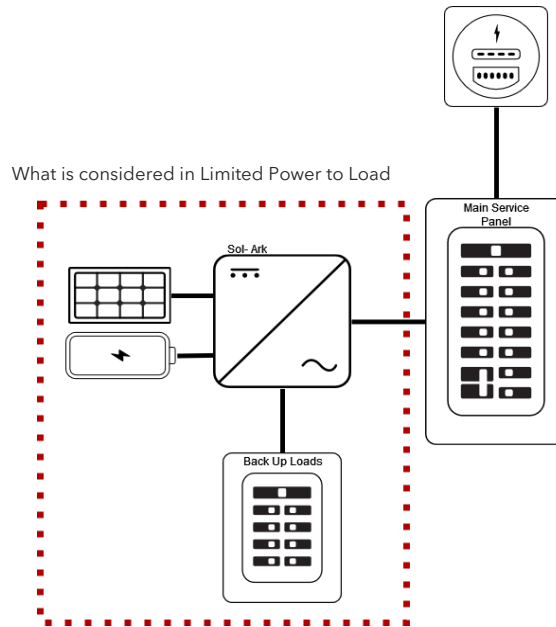 What is considered in Limited Power to Load
Main Service
Panel
Sol- Ark
Back Up Loads